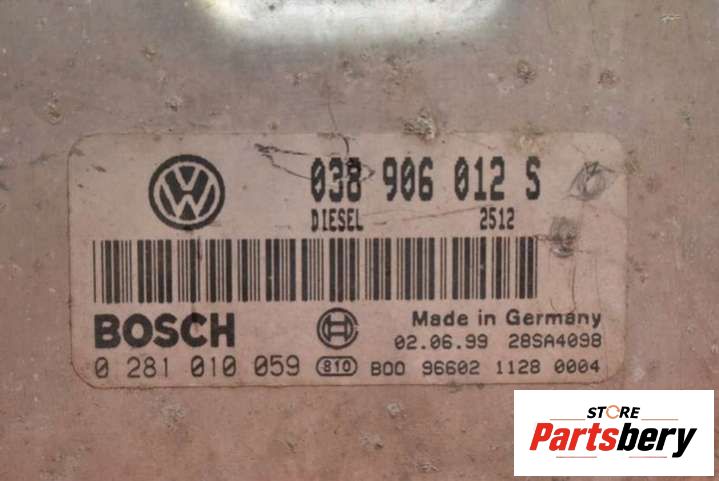 VW
038 906 012 S
DIESEL 2512
BOSCH
Made in Germany
02.06.99 28SA4098
0 281 010 059 810 B00 96602 1128 0004
STORE
Partsbery